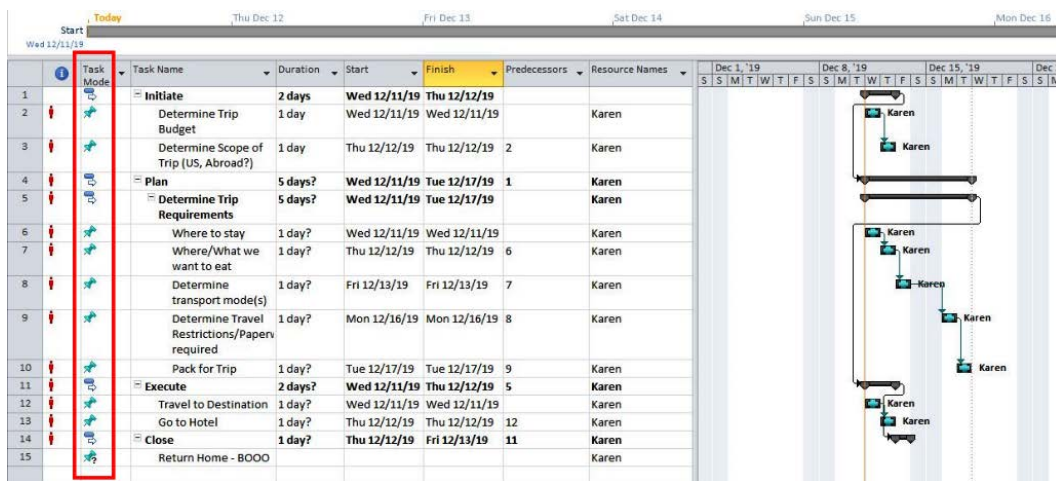 Today Thu Dec 12 Fri Dec 13 Sat Dec 14 Sun Dec 15 Mon Dec 16
Start
Wed 12/11/19
Task Mode Task Name Duration Start Finish Predecessors Resource Names Dec 1, '19 Dec 8, '19 Dec 15, '19 Dec
S S M T W T F S S M T W T F S S M T W T F S S M
1 Initiate 2 days Wed 12/11/19 Thu 12/12/19
2 Determine Trip 1 day Wed 12/11/19 Wed 12/11/19 Karen Karen
Budget
3 Determine Scope of 1 day Thu 12/12/19 Thu 12/12/19 2 Karen Karen
Trip (US, Abroad?)
4 Plan 5 days? Wed 12/11/19 Tue 12/17/19 1 Karen
5 Determine Trip 5 days? Wed 12/11/19 Tue 12/17/19 Karen
Requirements
6 Where to stay 1 day? Wed 12/11/19 Wed 12/11/19 Karen Karen
7 Where/What we 1 day? Thu 12/12/19 Thu 12/12/19 6 Karen Karen
want to eat
8 Determine 1 day? Fri 12/13/19 Fri 12/13/19 7 Karen Karen
transport mode(s)
9 Determine Travel 1 day? Mon 12/16/19 Mon 12/16/19 8 Karen Karen
Restrictions/Paperv
required
10 Pack for Trip 1 day? Tue 12/17/19 Tue 12/17/19 9 Karen Karen
11 Execute 2 days? Wed 12/11/19 Thu 12/12/19 5 Karen
12 Travel to Destination 1 day? Wed 12/11/19 Wed 12/11/19 Karen Karen
13 Go to Hotel 1 day? Thu 12/12/19 Thu 12/12/19 12 Karen Karen
14 Close 1 day? Thu 12/12/19 Fri 12/13/19 11 Karen
15 Return Home - BOOO Karen